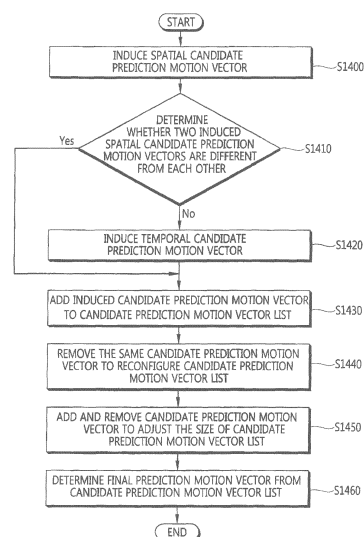 START
INDUCE SPATIAL CANDIDATE
PREDICTION MOTION VECTOR
S1400
DETERMINE
WHETHER TWO INDUCED
SPATIAL CANDIDATE PREDICTION
MOTION VECTORS ARE DIFFERENT
FROM EACH OTHER
S1410
Yes
No
INDUCE TEMPORAL CANDIDATE
PREDICTION MOTION VECTOR
S1420
ADD INDUCED CANDIDATE PREDICTION MOTION VECTOR
TO CANDIDATE PREDICTION MOTION VECTOR LIST
S1430
REMOVE THE SAME CANDIDATE PREDICTION MOTION
VECTOR TO RECONFIGURE CANDIDATE PREDICTION
MOTION VECTOR LIST
S1440
ADD AND REMOVE CANDIDATE PREDICTION MOTION
VECTOR TO ADJUST THE SIZE OF CANDIDATE
PREDICTION MOTION VECTOR LIST
S1450
DETERMINE FINAL PREDICTION MOTION VECTOR FROM
CANDIDATE PREDICTION MOTION VECTOR LIST
S1460
END